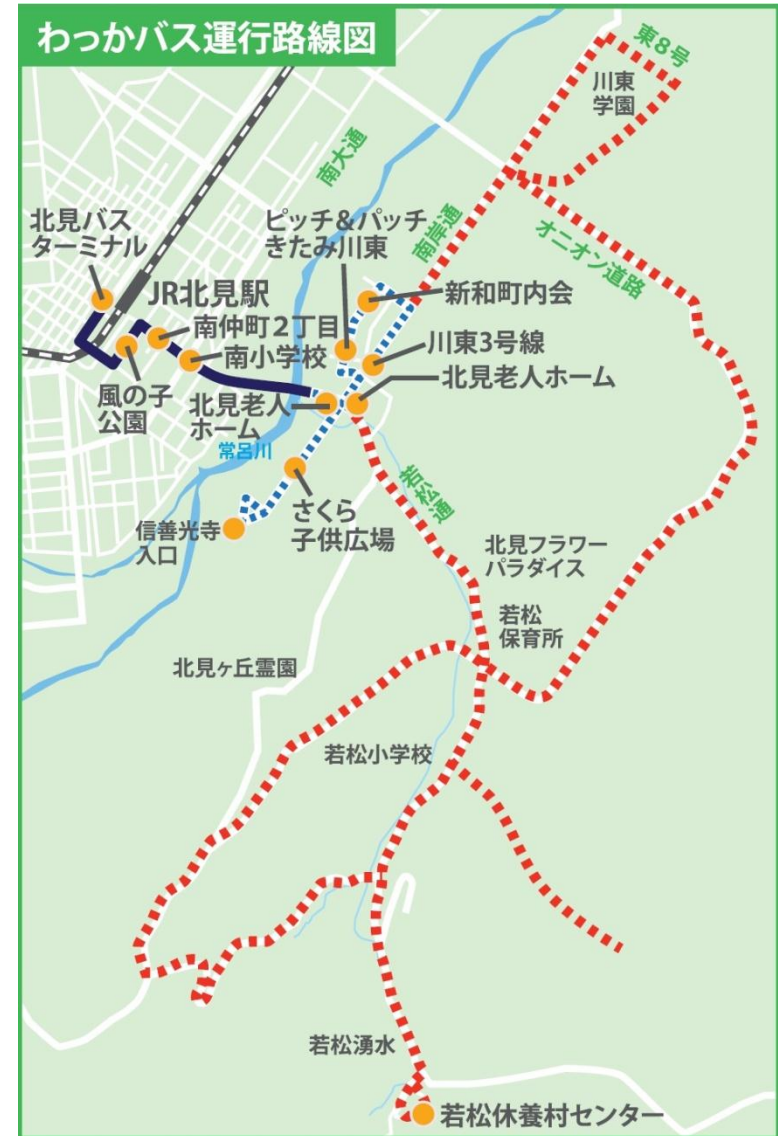 わっかバス運行路線図
東8号
川東
学園
南大通
北見バス
ターミナル
ピッチ&パッチ
きたみ川東
南岸通
オニオン道路
JR北見駅
新和町内会
南仲町2丁目
川東3号線
南小学校
北見老人ホーム
風の子
公園
北見老人
ホーム
常呂川
若松通
さくら
子供広場
信善光寺
入口
北見フラワー
パラダイス
若松
保育所
北見ヶ丘霊園
若松小学校
若松湧水
若松休養村センター